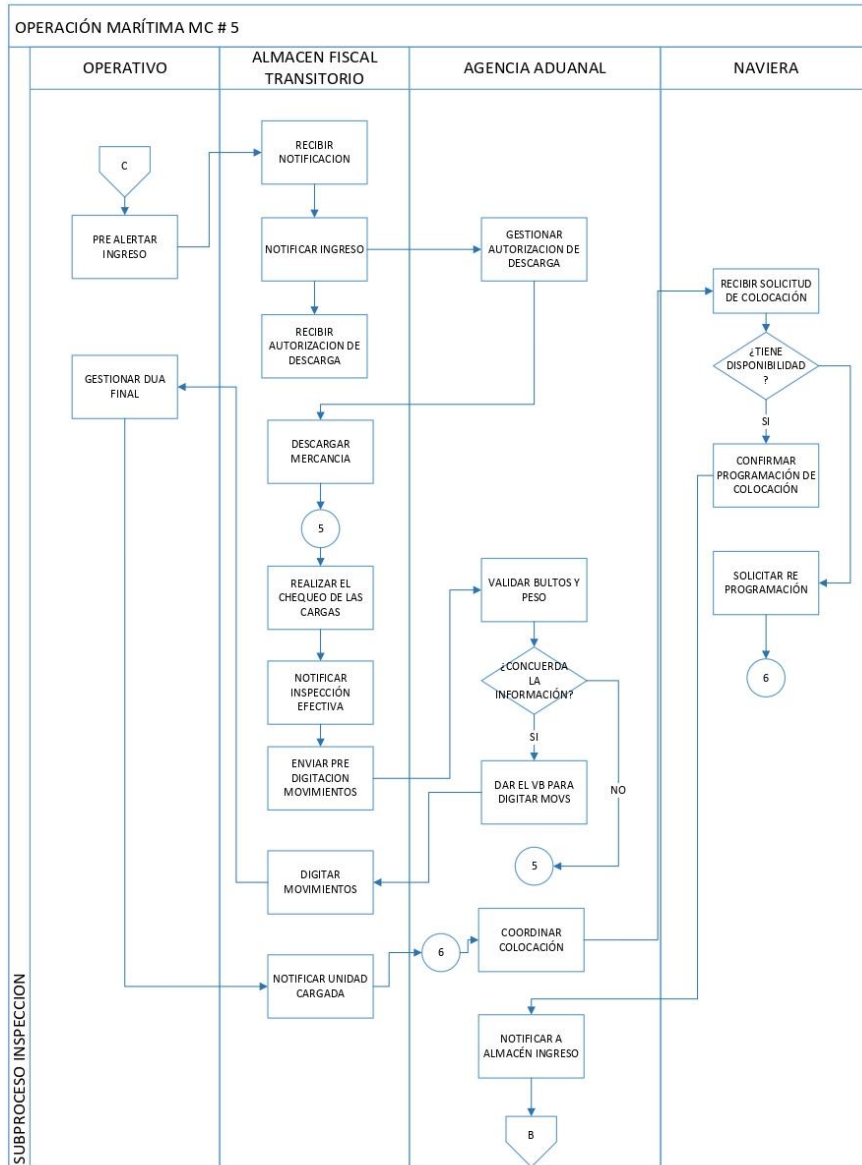 OPERACIÓN MARÍTIMA MC # 5
SUBPROCESO INSPECCION
OPERATIVO
ALMACEN FISCAL
TRANSITORIO
AGENCIA ADUANAL
NAVIERA
C
PRE ALERTAR
INGRESO
GESTIONAR DUA
FINAL
RECIBIR
NOTIFICACION
NOTIFICAR INGRESO
RECIBIR
AUTORIZACION DE
DESCARGA
DESCARGAR
MERCANCIA
5
REALIZAR EL
CHEQUEO DE LAS
CARGAS
NOTIFICAR
INSPECCIÓN
EFECTIVA
ENVIAR PRE
DIGITACION
MOVIMIENTOS
DIGITAR
MOVIMIENTOS
NOTIFICAR UNIDAD
CARGADA
GESTIONAR
AUTORIZACION DE
DESCARGA
VALIDAR BULTOS Y
PESO
¿CONCUERDA
LA
INFORMACIÓN?
SI
NO
DAR EL VB PARA
DIGITAR MOVS
5
6
COORDINAR
COLOCACIÓN
NOTIFICAR A
ALMACÉN INGRESO
B
RECIBIR SOLICITUD
DE COLOCACIÓN
¿TIENE
DISPONIBILIDAD
?
SI
CONFIRMAR
PROGRAMACIÓN DE
COLOCACIÓN
SOLICITAR RE
PROGRAMACIÓN
6